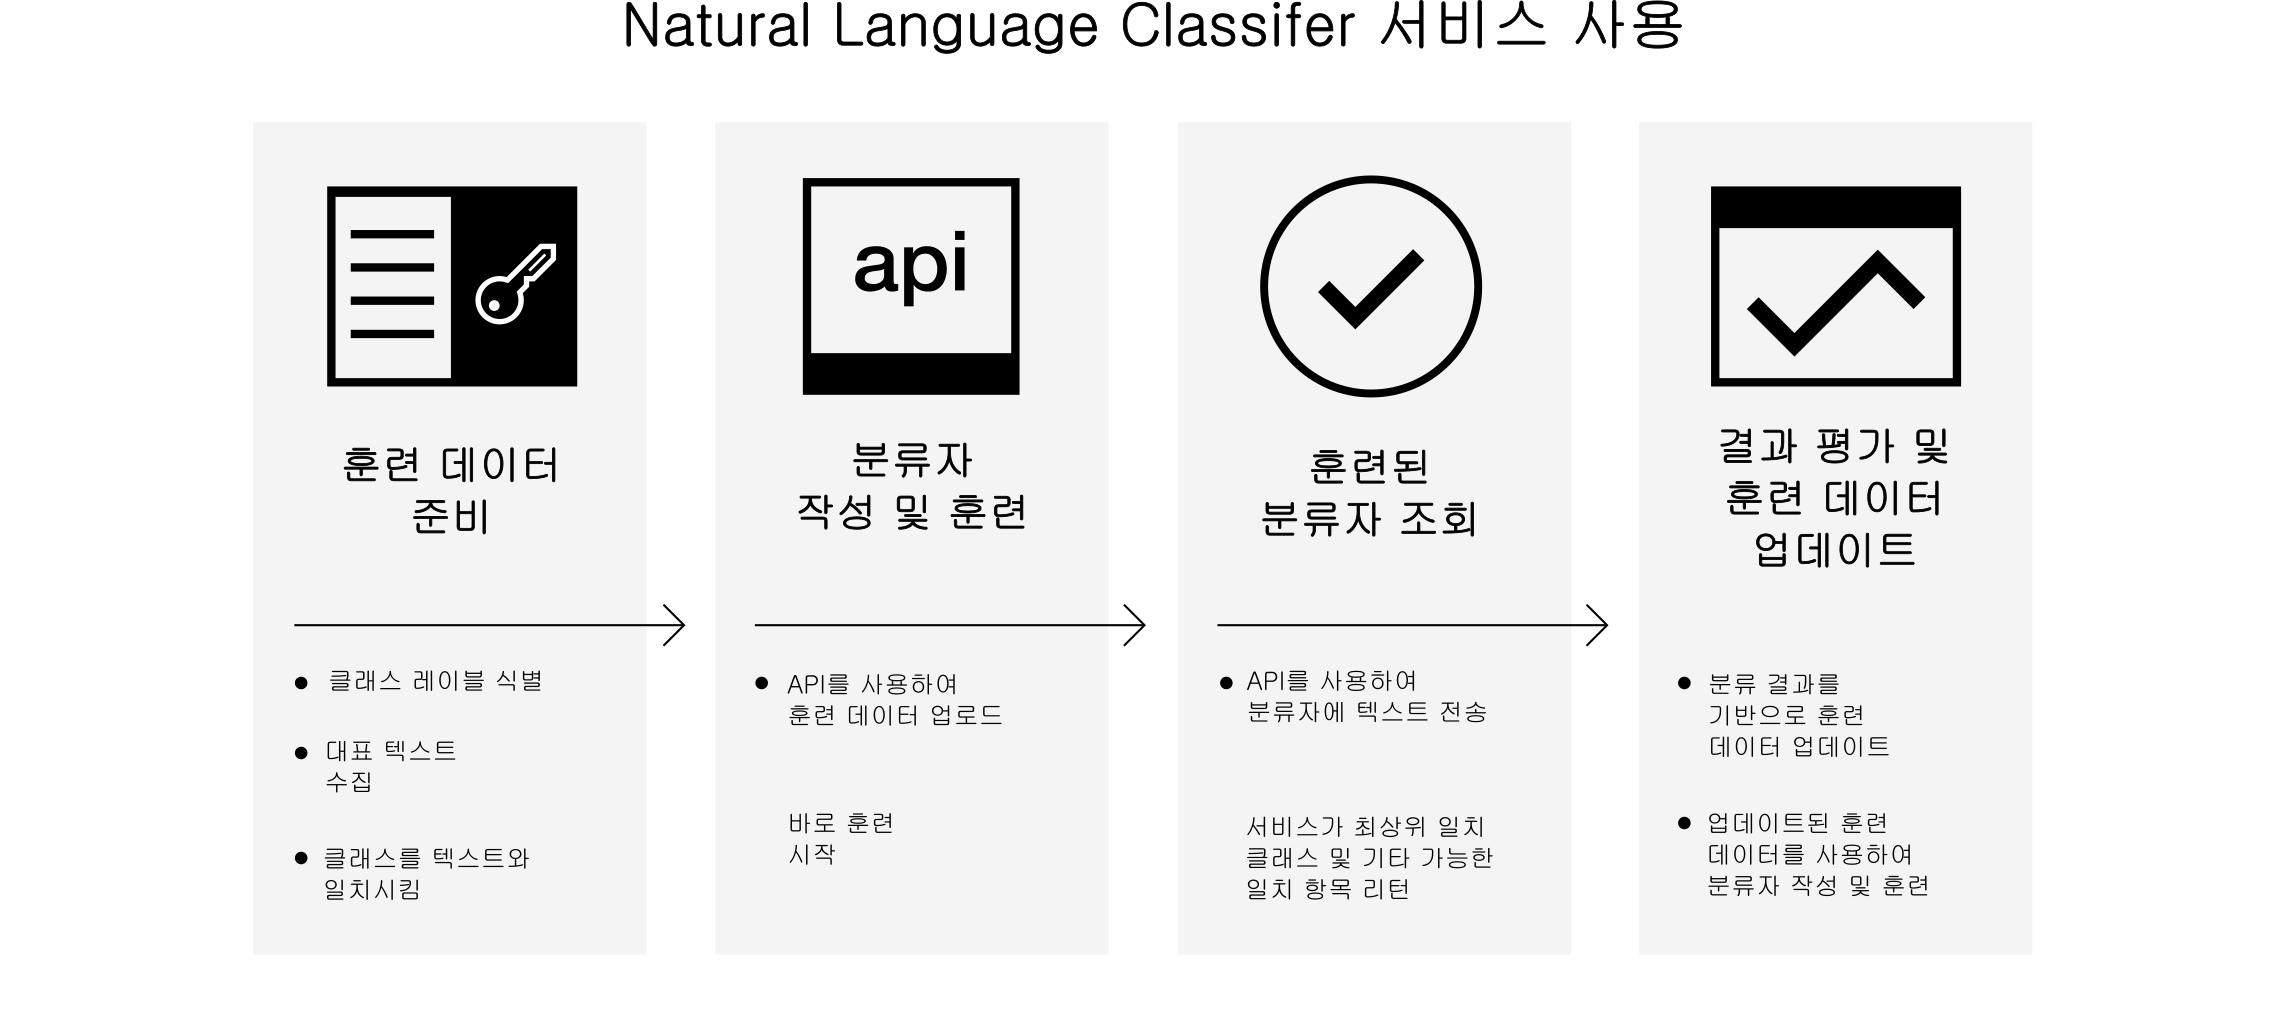 Natural Language Classifer 서비스 사용
api
훈련 데이터
준비
클래스 레이블 식별
대표 텍스트
수집
클래스를 텍스트와
일치시킴
분류자
작성 및 훈련
API를 사용하여
훈련 데이터 업로드
바로 훈련
시작
훈련된
분류자 조회
API를 사용하여
분류자에 텍스트 전송
서비스가 최상위 일치
클래스 및 기타 가능한
일치 항목 리턴
결과 평가 및
훈련 데이터
업데이트
분류 결과를
기반으로 훈련
데이터 업데이트
업데이트된 훈련
데이터를 사용하여
분류자 작성 및 훈련